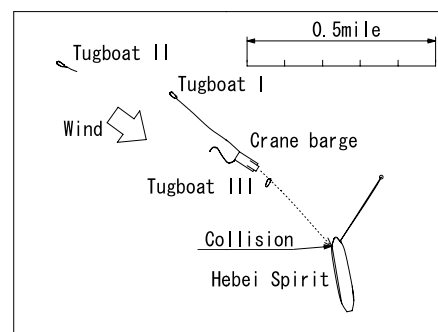 Tugboat II
0.5mile
Tugboat I
Wind
Crane barge
Tugboat III
Collision
Hebei Spirit